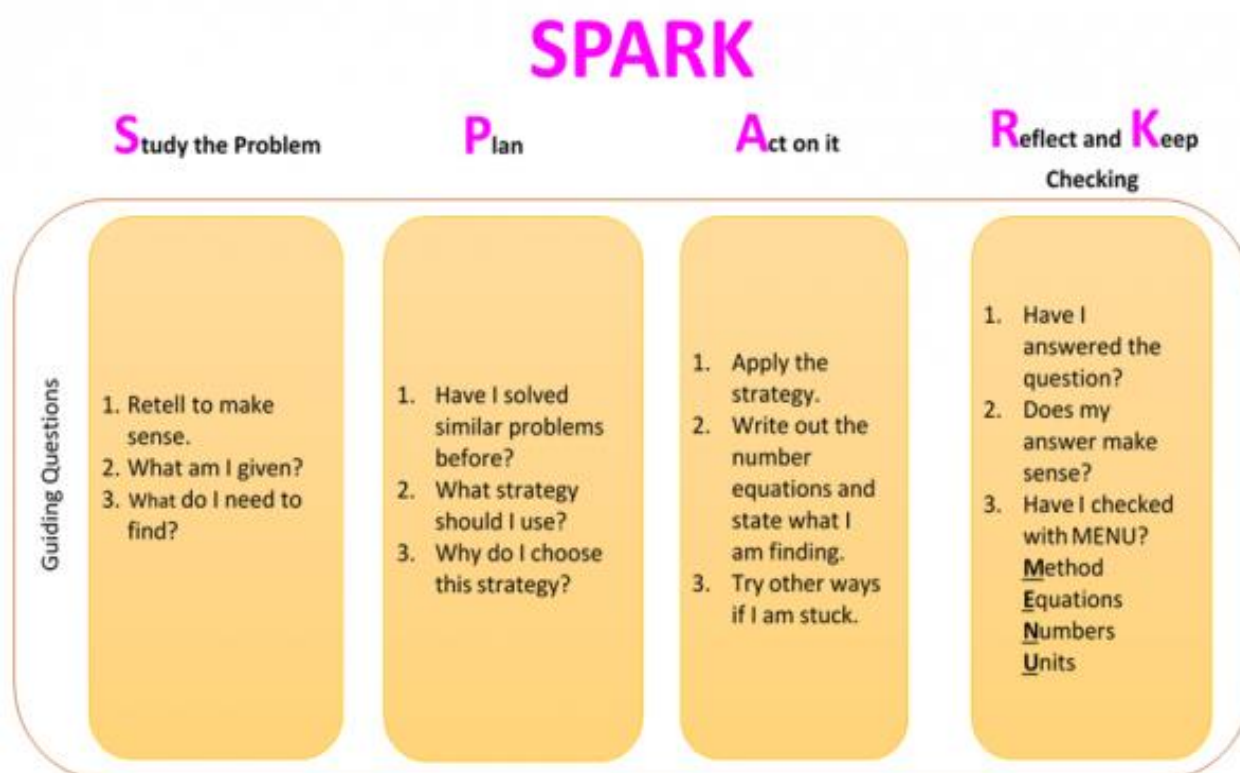 SPARK
Study the Problem
Plan
Act on it
Reflect and Keep
Checking
Guiding Questions
1. Retell to make
sense.
2. What am I given?
3. What do I need to
find?
1. Have I solved
similar problems
before?
2. What strategy
should I use?
3. Why do I choose
this strategy?
1. Apply the
strategy.
2. Write out the
number
equations and
state what I
am finding.
3. Try other ways
if I am stuck.
1. Have I
answered the
question?
2. Does my
answer make
sense?
3. Have I checked
with MENU?
Method
Equations
Numbers
Units